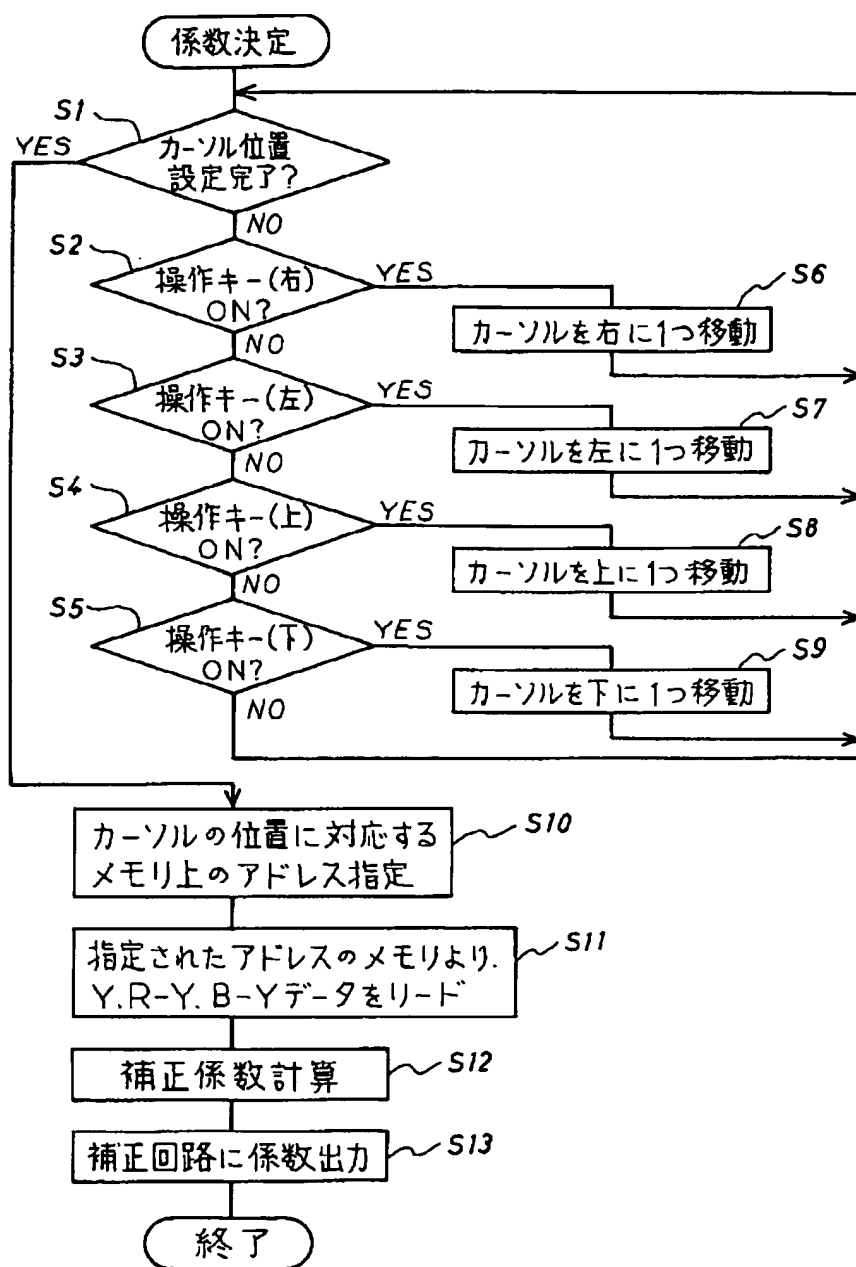 係数決定
S1
YES
カーソル位置
設定完了?
NO
S2
操作キー(右)
ON?
YES
S6
カーソルを右に1つ移動
NO
S3
操作キー(左)
ON?
YES
S7
カーソルを左に1つ移動
NO
S4
操作キー(上)
ON?
YES
S8
カーソルを上に1つ移動
NO
S5
操作キー(下)
ON?
YES
S9
カーソルを下に1つ移動
NO
カーソルの位置に対応する
メモリ上のアドレス指定
S10
指定されたアドレスのメモリより.
Y.R-Y.B-Yデータをリード
S11
補正係数計算
S12
補正回路に係数出力
S13
終了